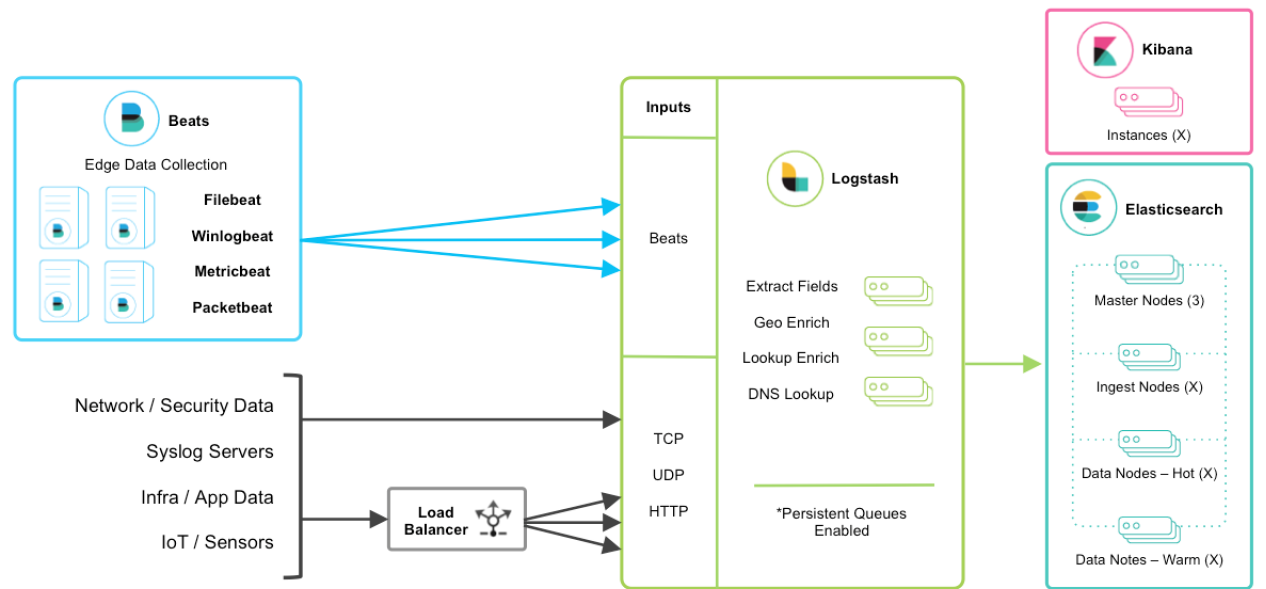 Beats
Edge Data Collection
Filebeat
Winlogbeat
Metricbeat
Packetbeat
Network / Security Data
Syslog Servers
Infra / App Data
IoT / Sensors
Load
Balancer
Inputs
Beats
TCP
UDP
HTTP
Logstash
Extract Fields
Geo Enrich
Lookup Enrich
DNS Lookup
*Persistent Queues
Enabled
Kibana
Instances (X)
Elasticsearch
Master Nodes (3)
Ingest Nodes (X)
Data Nodes – Hot (X)
Data Notes – Warm (X)